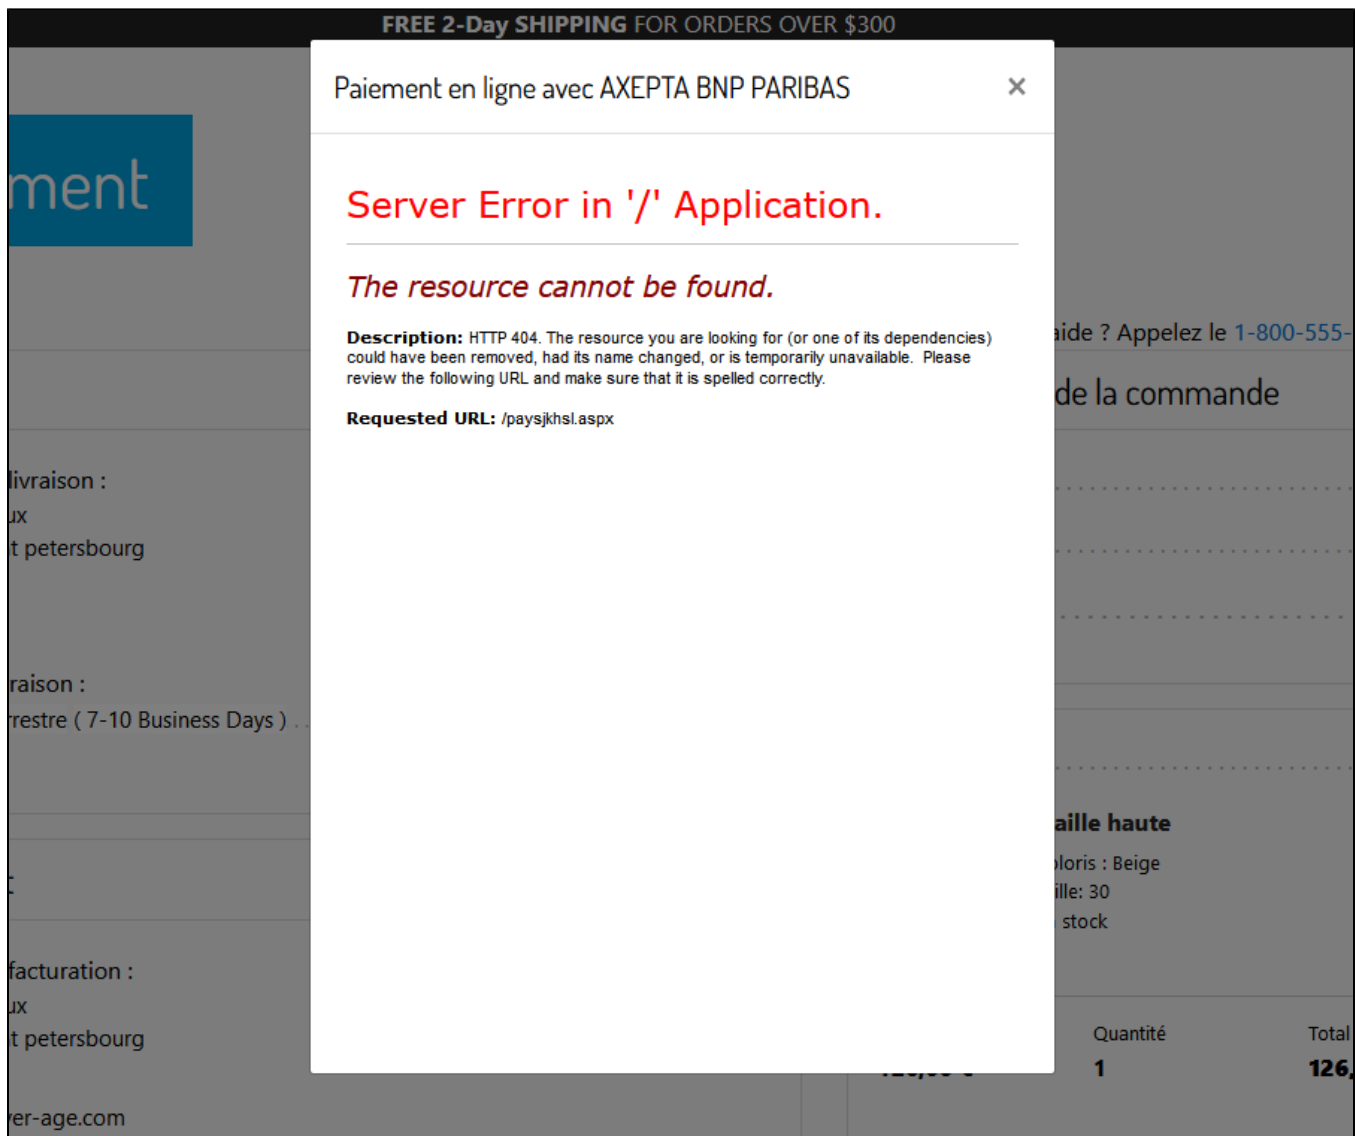 FREE 2-Day SHIPPING FOR ORDERS OVER $300
Paiement en ligne avec AXEPTA BNP PARIBAS
×
ment
Server Error in '/' Application.
The resource cannot be found.
Description: HTTP 404. The resource you are looking for (or one of its dependencies)
could have been removed, had its name changed, or is temporarily unavailable. Please
review the following URL and make sure that it is spelled correctly.
Requested URL: /paysjkhsl.aspx
aide ? Appelez le 1-800-555-
de la commande
livraison :
ux
t petersbourg
raison :
rrestre ( 7-10 Business Days )
aille haute
loris : Beige
ille: 30
stock
facturation :
ux
t petersbourg
Quantité
Total
1
126,
er-age.com